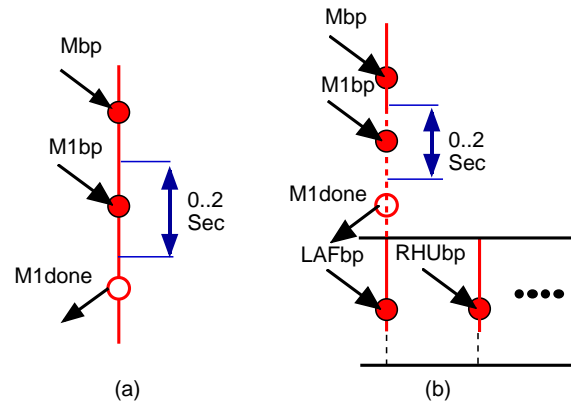 Mbp
M1bp
0..2
Sec
M1done
(a)
Mbp
M1bp
0..2
Sec
M1done
LAFbp
RHUbp
(b)